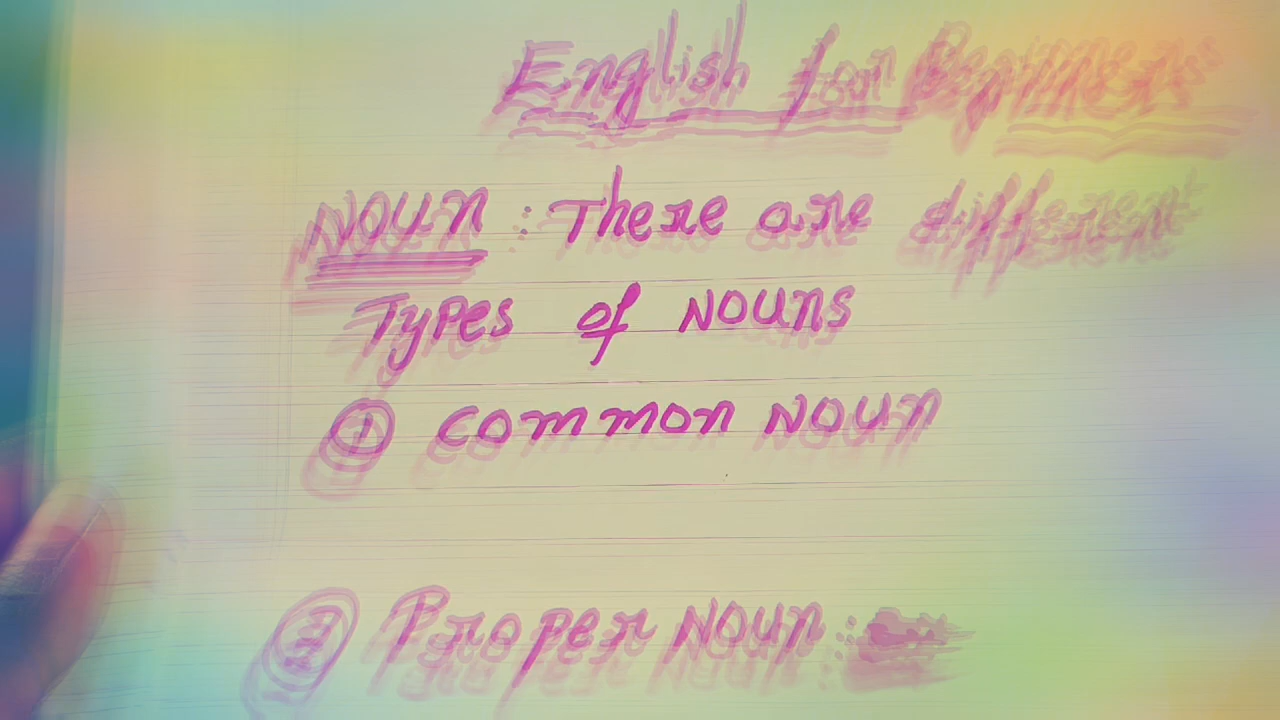 English for Beginners
NOUN : There are different
Types of NOUNS
① common NOUN
② Proper NOUN :